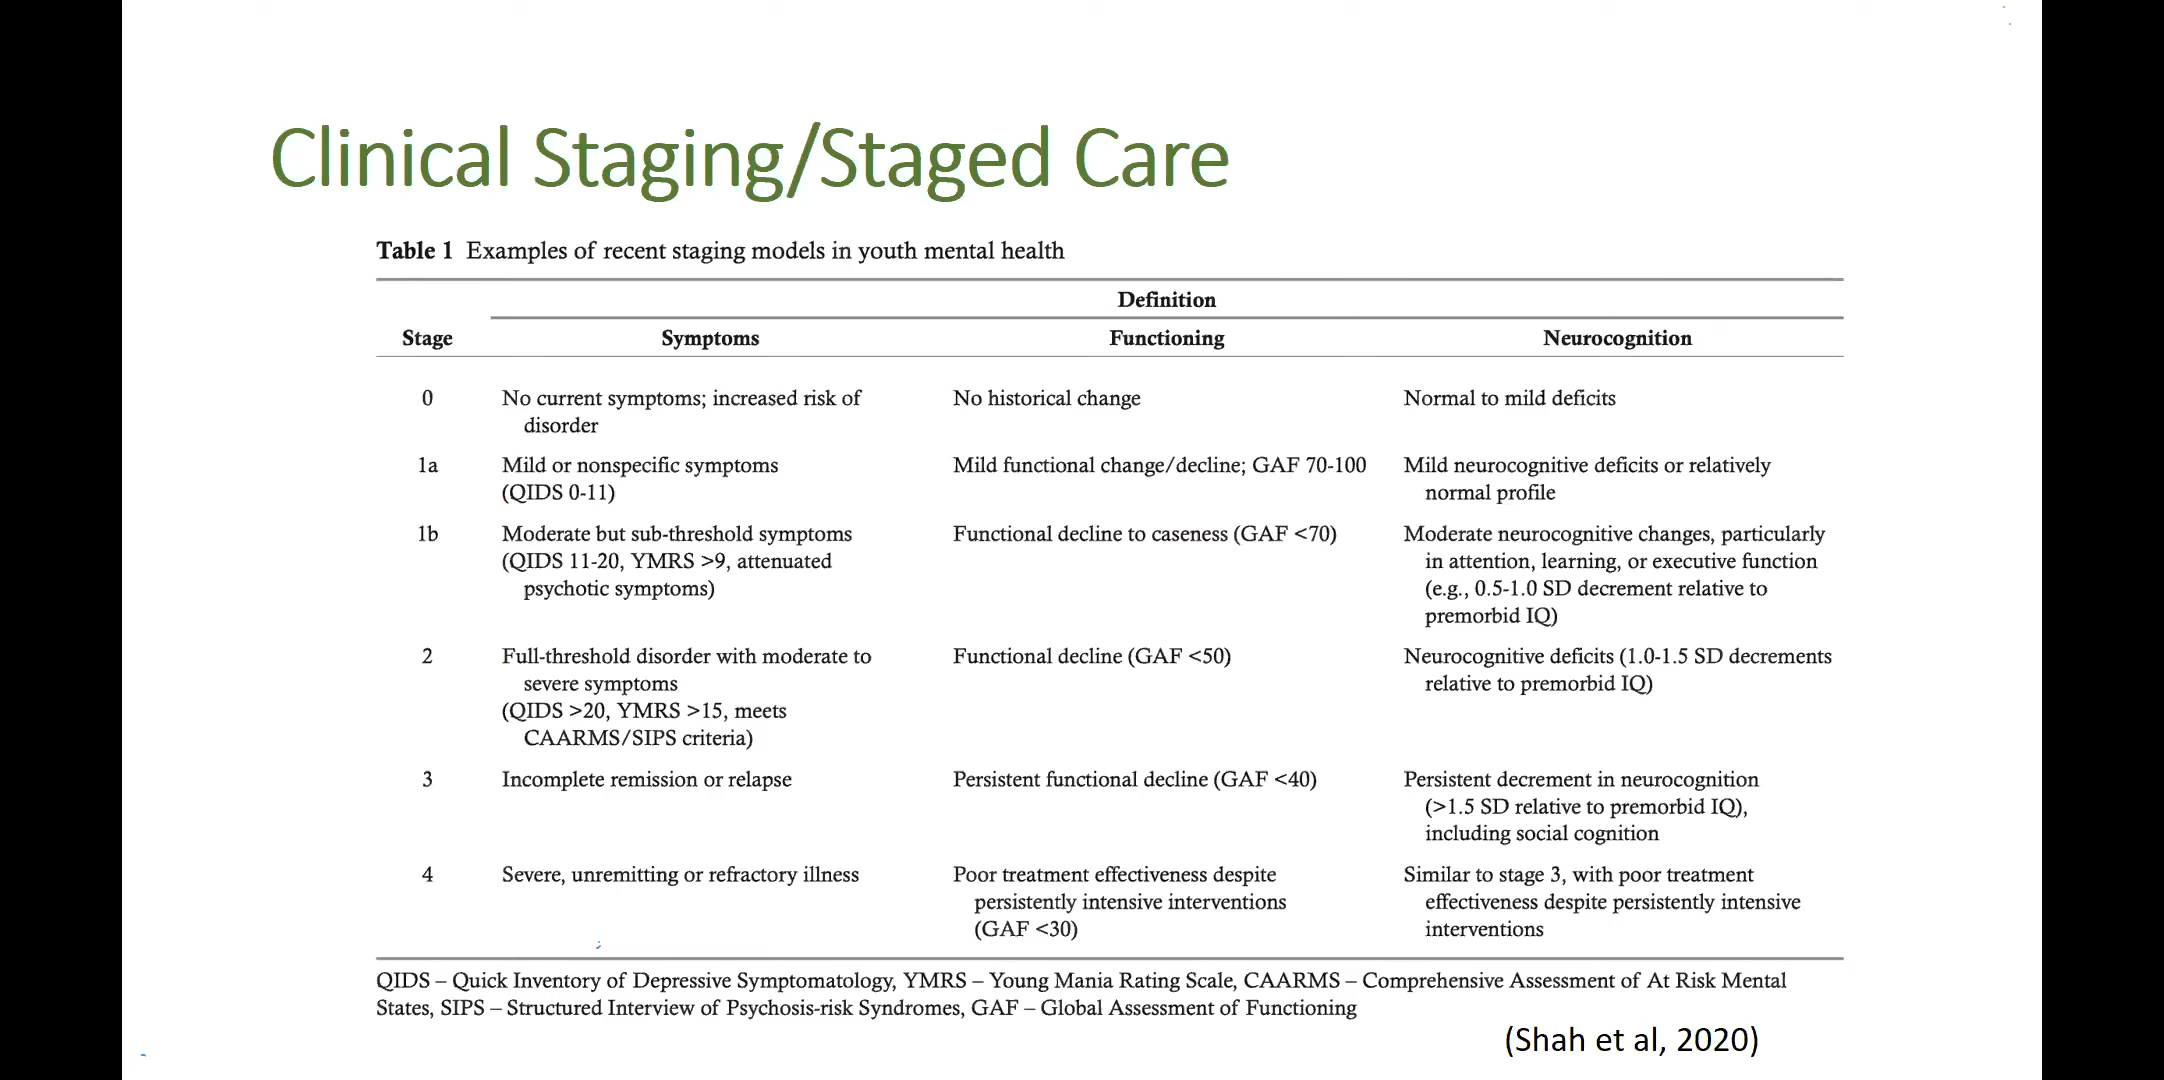 Clinical Staging/Staged Care
Table 1 Examples of recent staging models in youth mental health
Definition
Stage Symptoms Functioning Neurocognition
0 No current symptoms; increased risk of No historical change Normal to mild deficits
disorder
1a Mild or nonspecific symptoms Mild functional change/decline; GAF 70-100 Mild neurocognitive deficits or relatively
(QIDS 0-11) normal profile
1b Moderate but sub-threshold symptoms Functional decline to caseness (GAF <70) Moderate neurocognitive changes, particularly
(QIDS 11-20, YMRS >9, attenuated in attention, learning, or executive function
psychotic symptoms) (e.g., 0.5-1.0 SD decrement relative to
premorbid IQ)
2 Full-threshold disorder with moderate to Functional decline (GAF <50) Neurocognitive deficits (1.0-1.5 SD decrements
severe symptoms relative to premorbid IQ)
(QIDS >20, YMRS >15, meets
CAARMS/SIPS criteria)
3 Incomplete remission or relapse Persistent functional decline (GAF <40) Persistent decrement in neurocognition
(>1.5 SD relative to premorbid IQ),
including social cognition
4 Severe, unremitting or refractory illness Poor treatment effectiveness despite Similar to stage 3, with poor treatment
persistently intensive interventions effectiveness despite persistently intensive
(GAF <30) interventions
QIDS – Quick Inventory of Depressive Symptomatology, YMRS – Young Mania Rating Scale, CAARMS – Comprehensive Assessment of At Risk Mental
States, SIPS – Structured Interview of Psychosis-risk Syndromes, GAF – Global Assessment of Functioning
(Shah et al, 2020)